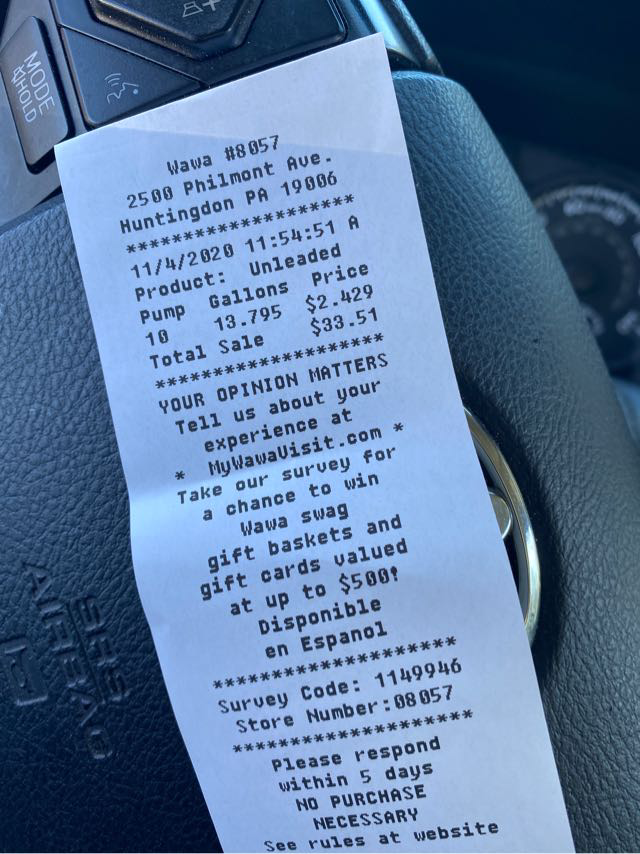 MODE
&HOLD
Wawa #8057
2500 Philmont Ave.
Huntingdon PA 19006
********************
11/4/2020 11:54:51 A
Product: Unleaded
Pump Gallons Price
10 13.795 $2.429
Total Sale $33.51
********************
YOUR OPINION MATTERS
Tell us about your
experience at
* MyWawaVisit.com *
Take our survey for
a chance to win
Wawa swag
gift baskets and
gift cards valued
at up to $500!
Disponible
en Espanol
********************
Survey Code: 1149946
Store Number:08057
********************
Please respond
within 5 days
NO PURCHASE
NECESSARY
See rules at website
SRS
AIRBAG